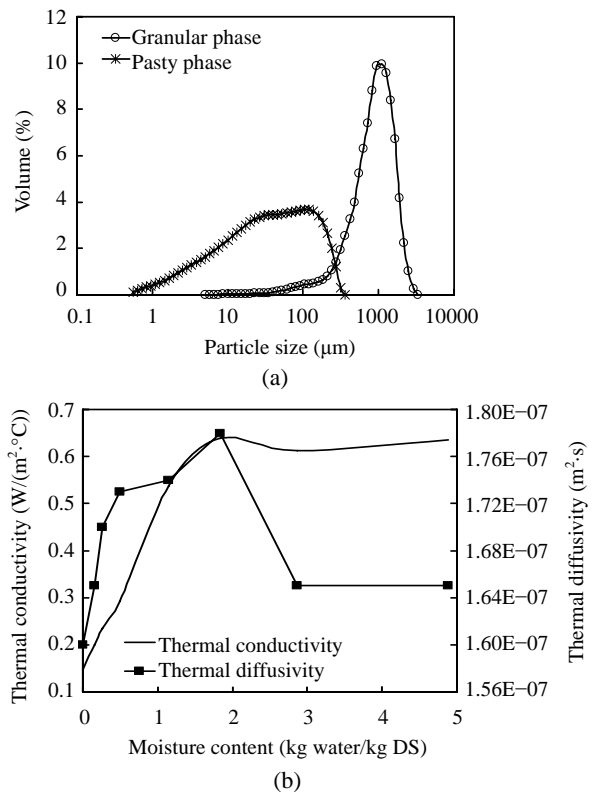 12
10
8
6
4
2
0
Volume (%)
Granular phase
Pasty phase
0.1 1 10 100 1000 10000
Particle size (μm)
(a)
0.7
0.6
0.5
0.4
0.3
0.2
0.1
Thermal conductivity (W/(m²·°C))
1.80E−07
1.76E−07
1.72E−07
1.68E−07
1.64E−07
1.60E−07
1.56E−07
Thermal diffusivity (m²·s)
Thermal conductivity
Thermal diffusivity
0 1 2 3 4 5
Moisture content (kg water/kg DS)
(b)